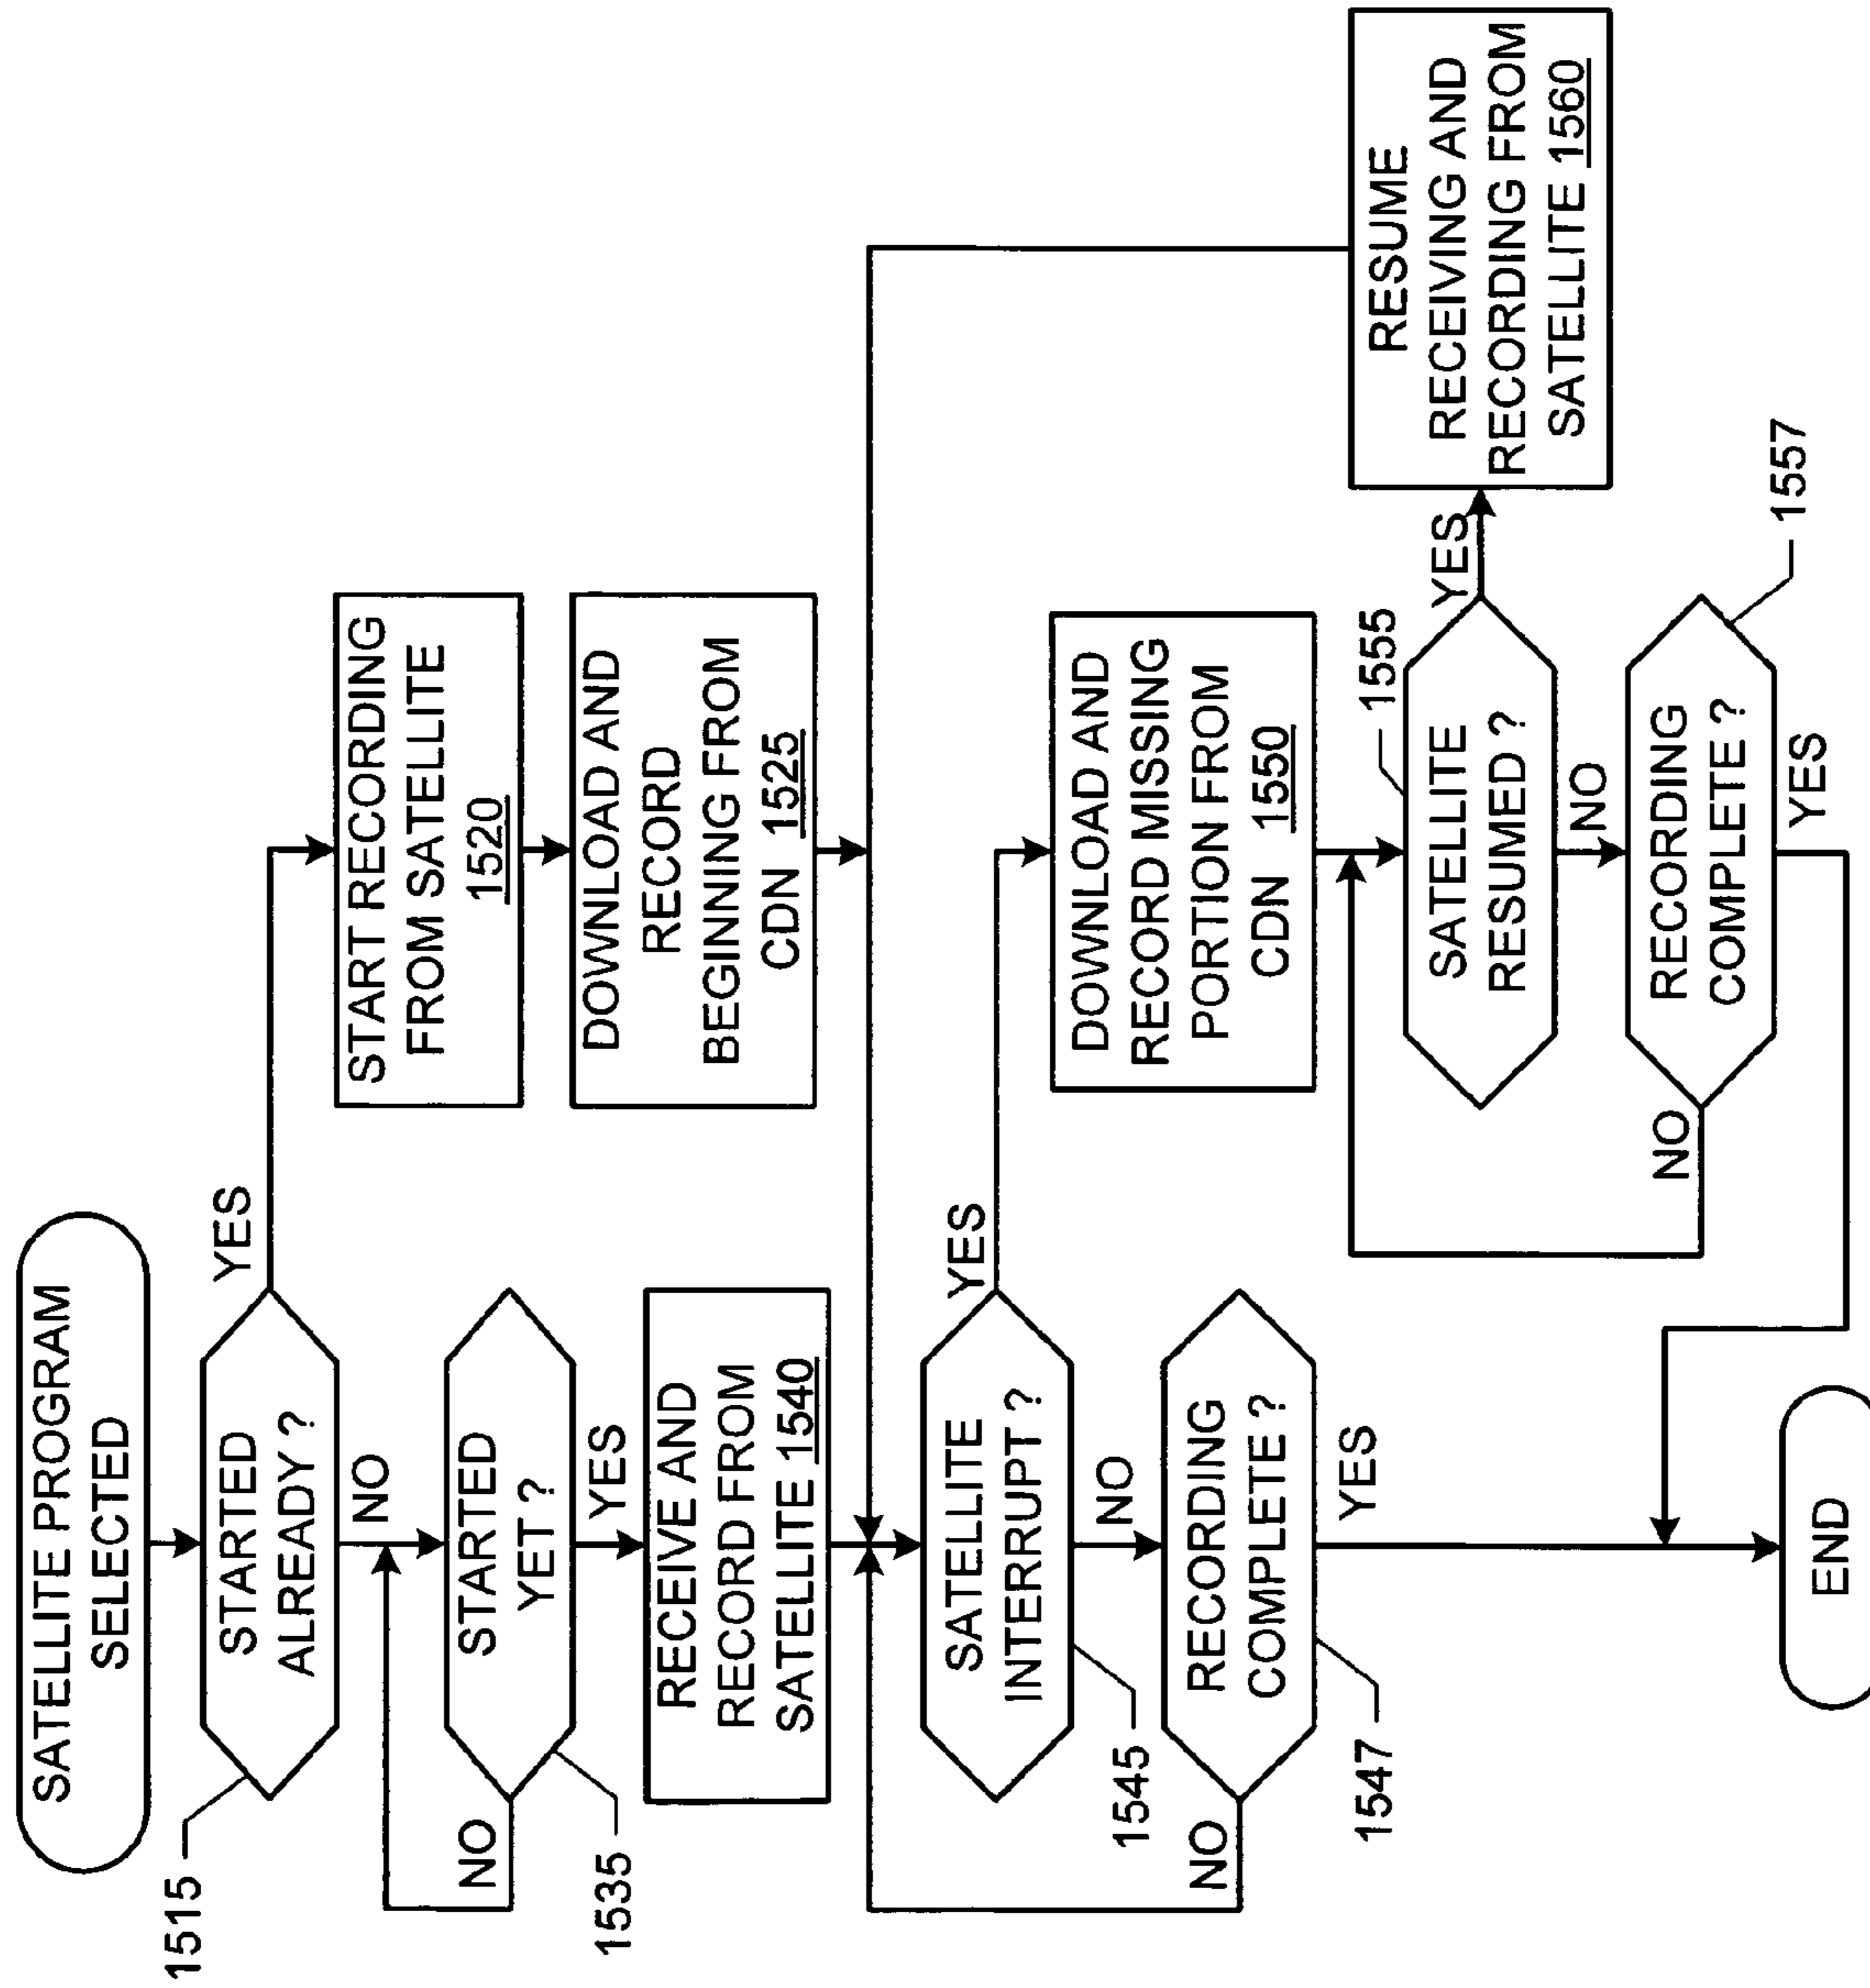 SATELLITE PROGRAM
SELECTED
1515
STARTED
ALREADY ?
YES
NO
START RECORDING
FROM SATELLITE
1520
STARTED
YET ?
NO
YES
1535
DOWNLOAD AND
RECORD
BEGINNING FROM
CDN 1525
RECEIVE AND
RECORD FROM
SATELLITE 1540
SATELLITE
INTERRUPT ?
YES
NO
1545
RECORDING
COMPLETE ?
NO
YES
1547
DOWNLOAD AND
RECORD MISSING
PORTION FROM
CDN 1550
1555
SATELLITE
RESUMED ?
YES
NO
RESUME
RECEIVING AND
RECORDING FROM
SATELLITE 1560
RECORDING
COMPLETE ?
NO
YES
1557
END